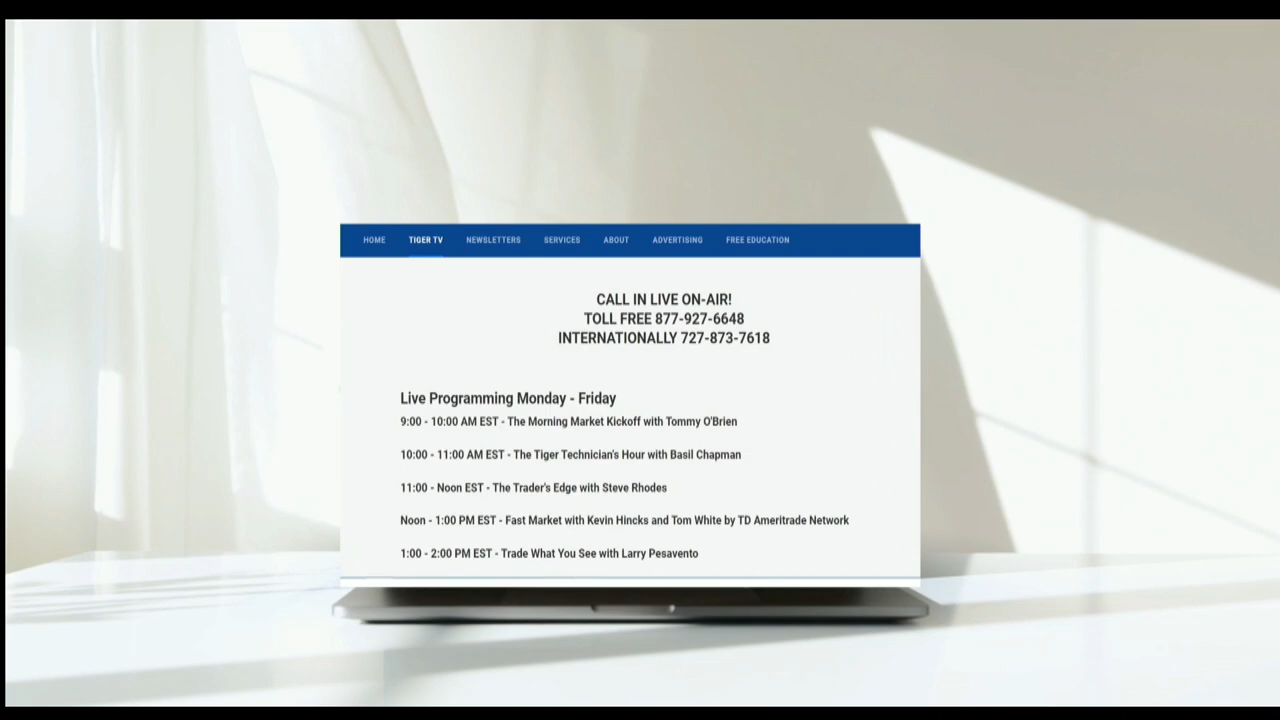 HOME TIGER TV NEWSLETTERS SERVICES ABOUT ADVERTISING FREE EDUCATION
CALL IN LIVE ON-AIR!
TOLL FREE 877-927-6648
INTERNATIONALLY 727-873-7618
Live Programming Monday - Friday
9:00 - 10:00 AM EST - The Morning Market Kickoff with Tommy O'Brien
10:00 - 11:00 AM EST - The Tiger Technician's Hour with Basil Chapman
11:00 - Noon EST - The Trader's Edge with Steve Rhodes
Noon - 1:00 PM EST - Fast Market with Kevin Hincks and Tom White by TD Ameritrade Network
1:00 - 2:00 PM EST - Trade What You See with Larry Pesavento